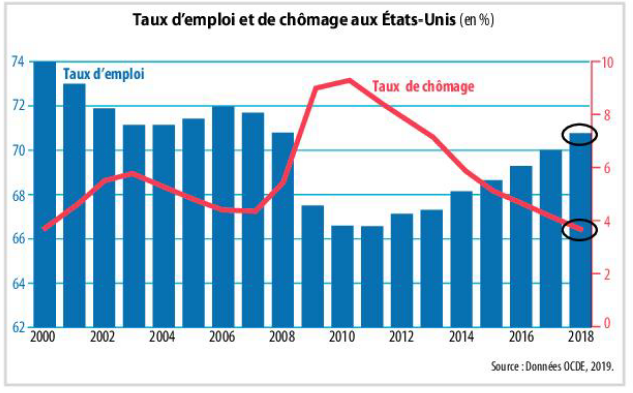 Taux d'emploi et de chômage aux États-Unis (en %)
74
72
70
68
66
64
62
Taux d'emploi
Taux de chômage
10
8
6
4
2
0
2000 2002 2004 2006 2008 2010 2012 2014 2016 2018
Source : Données OCDE, 2019.